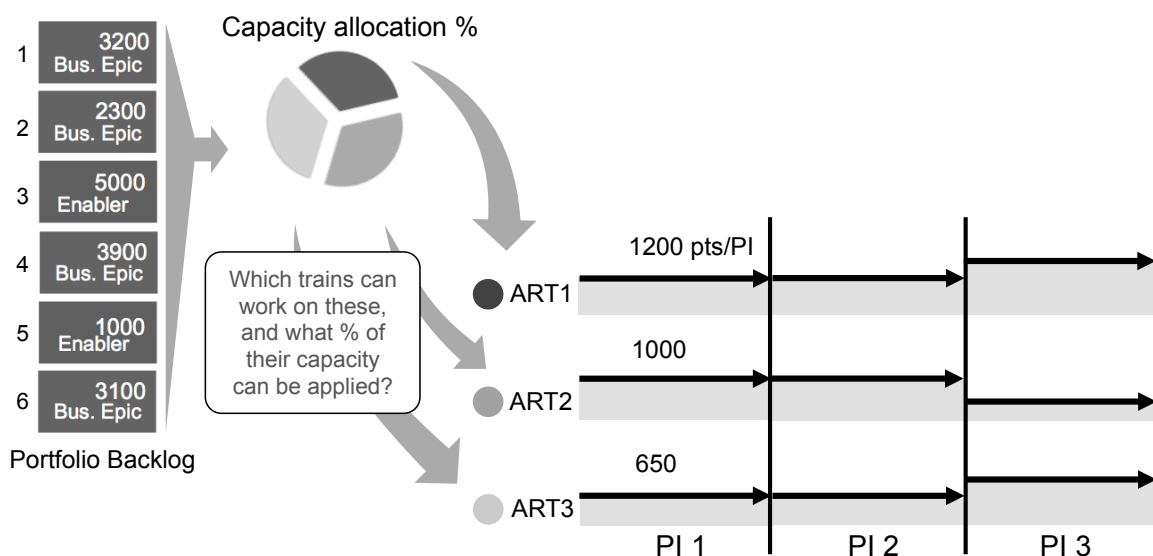 Capacity allocation %
1
3200
Bus. Epic
2
2300
Bus. Epic
3
5000
Enabler
4
3900
Bus. Epic
5
1000
Enabler
6
3100
Bus. Epic
Portfolio Backlog
Which trains can
work on these,
and what % of
their capacity
can be applied?
1200 pts/PI
ART1
1000
ART2
650
ART3
PI 1
PI 2
PI 3